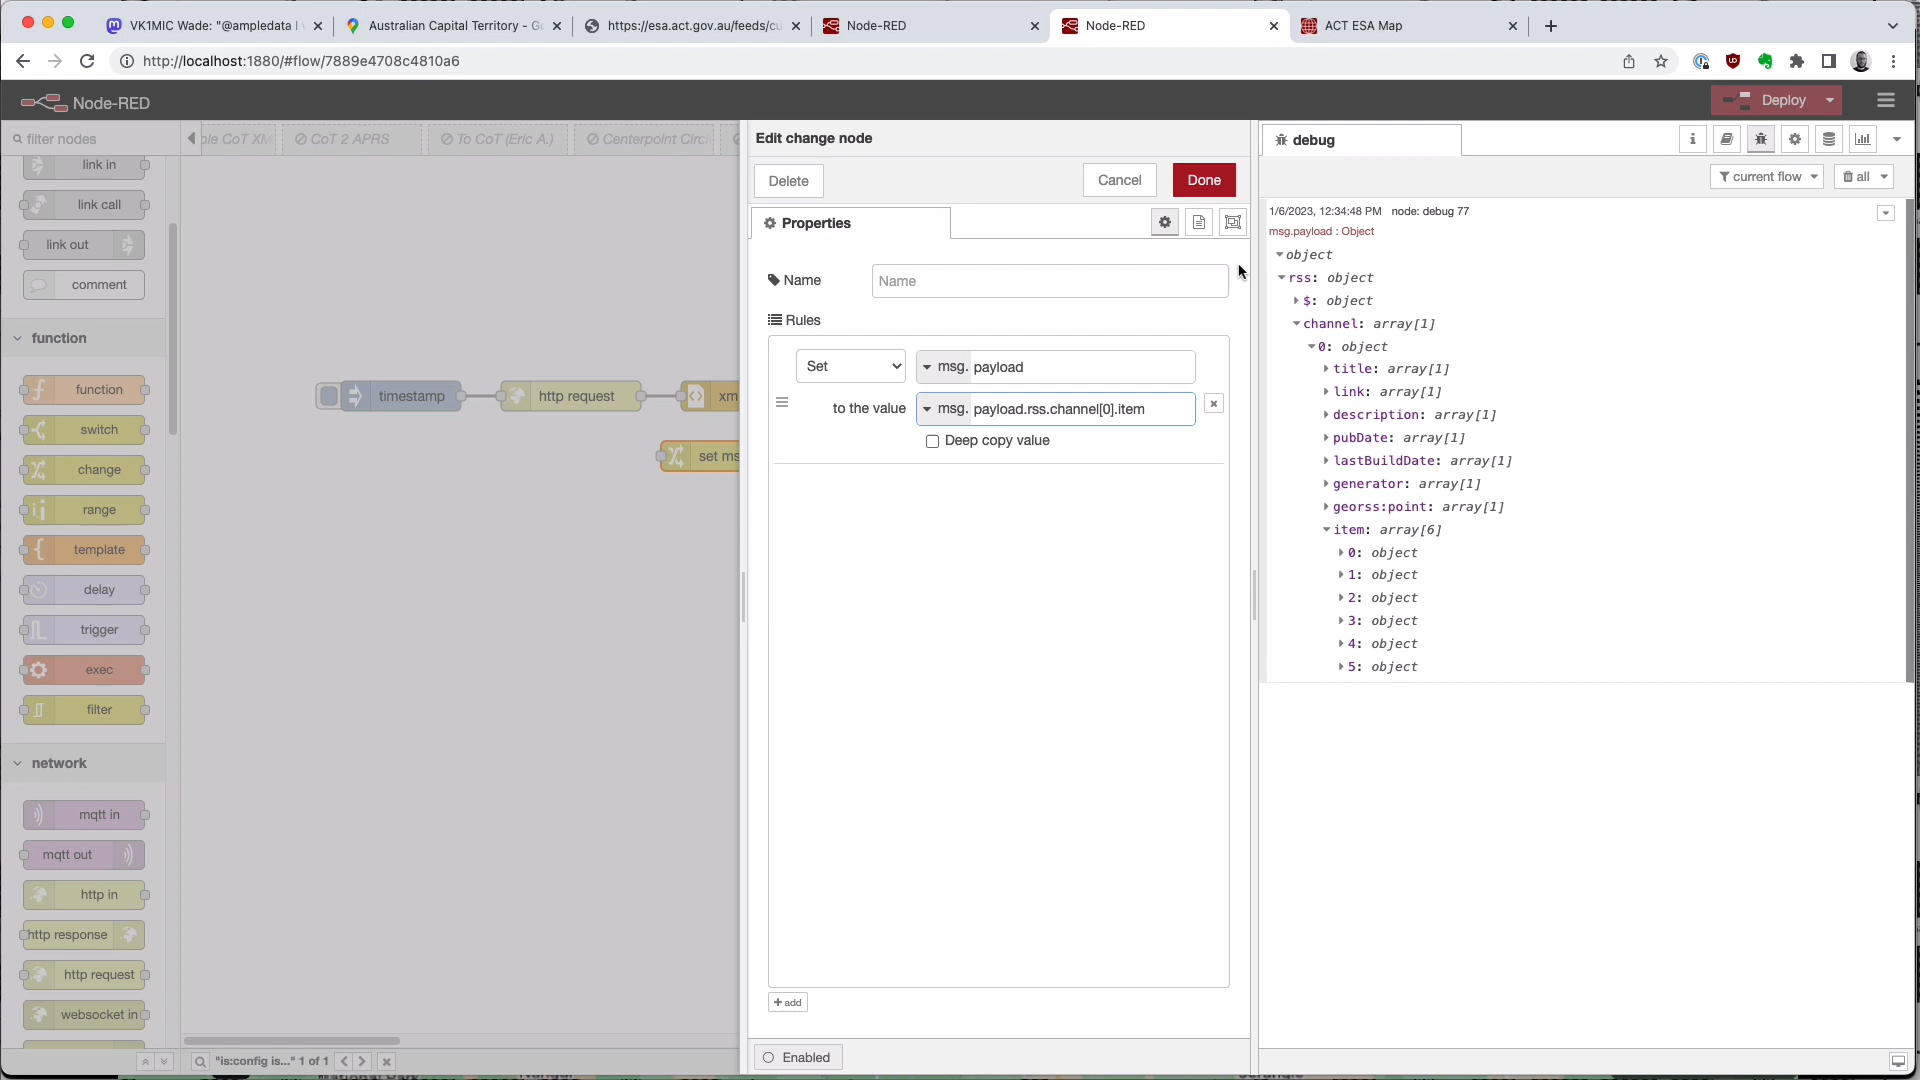 VK1MIC Wade: "@ampledata I
Australian Capital Territory - G
https://esa.act.gov.au/feeds/cu
Node-RED
Node-RED
ACT ESA Map
http://localhost:1880/#flow/7889e4708c4810a6
Node-RED
Deploy
filter nodes
ple CoT XM
CoT 2 APRS
To CoT (Eric A.)
Centerpoint Circ
Edit change node
debug
Delete
Cancel
Done
current flow
all
Properties
1/6/2023, 12:34:48 PM node: debug 77
msg.payload : Object
object
rss: object
$: object
channel: array[1]
0: object
title: array[1]
link: array[1]
description: array[1]
pubDate: array[1]
lastBuildDate: array[1]
generator: array[1]
georss:point: array[1]
item: array[6]
0: object
1: object
2: object
3: object
4: object
5: object
Name
Name
Rules
Set
msg. payload
to the value
msg. payload.rss.channel[0].item
Deep copy value
+ add
Enabled
link in
link call
link out
comment
function
function
switch
change
range
template
delay
trigger
exec
filter
network
mqtt in
mqtt out
http in
http response
http request
websocket in
timestamp
http request
xm
set ms
"is:config is..." 1 of 1